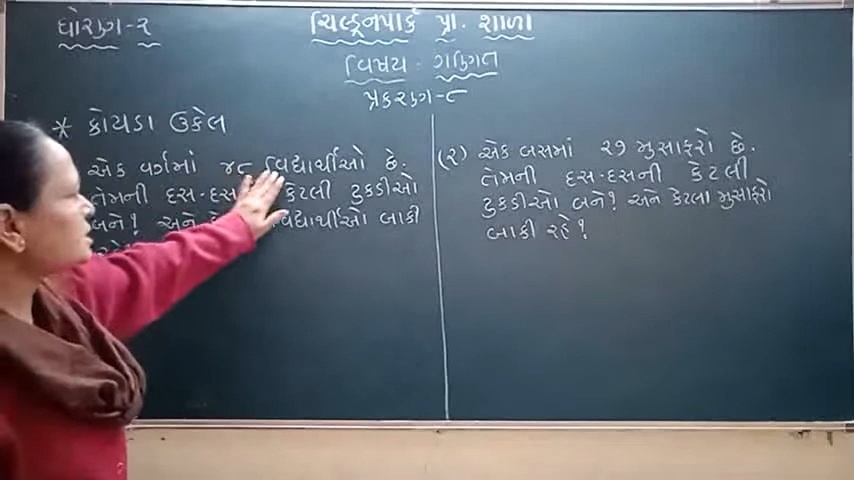 ધોરણ-૨
ચિલ્ડ્રનપાર્ક પ્રા. શાળા
વિષય - ગણિત
પ્રકરણ-૮
* કોયડા ઉકેલ
એક વર્ગમાં ૪૮ વિદ્યાર્થીઓ છે.
તેમની દસ-દસ કેટલી ટુકડીઓ
બને? અને વિદ્યાર્થીઓ બાકી
(૨) એક બસમાં ૨૭ મુસાફરો છે.
તેમની દસ-દસની કેટલી
ટુકડીઓ બને? અને કેટલા મુસાફરો
બાકી રહે?